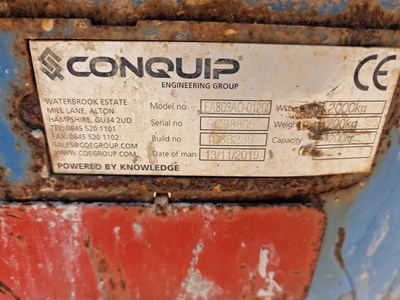 CONQUIP CE
ENGINEERING GROUP
WATERBROOK ESTATE
MILL LANE, ALTON
HAMPSHIRE, GU34 2UD
TEL: 0845 520 1101
FAX: 0845 520 1102
SALES@CQEGROUP.COM
WWW.CQEGROUP.COM
POWERED BY KNOWLEDGE
Model no
Serial no
Build no
Date of man 13/11/2019
2000kg
Weight
Capacity